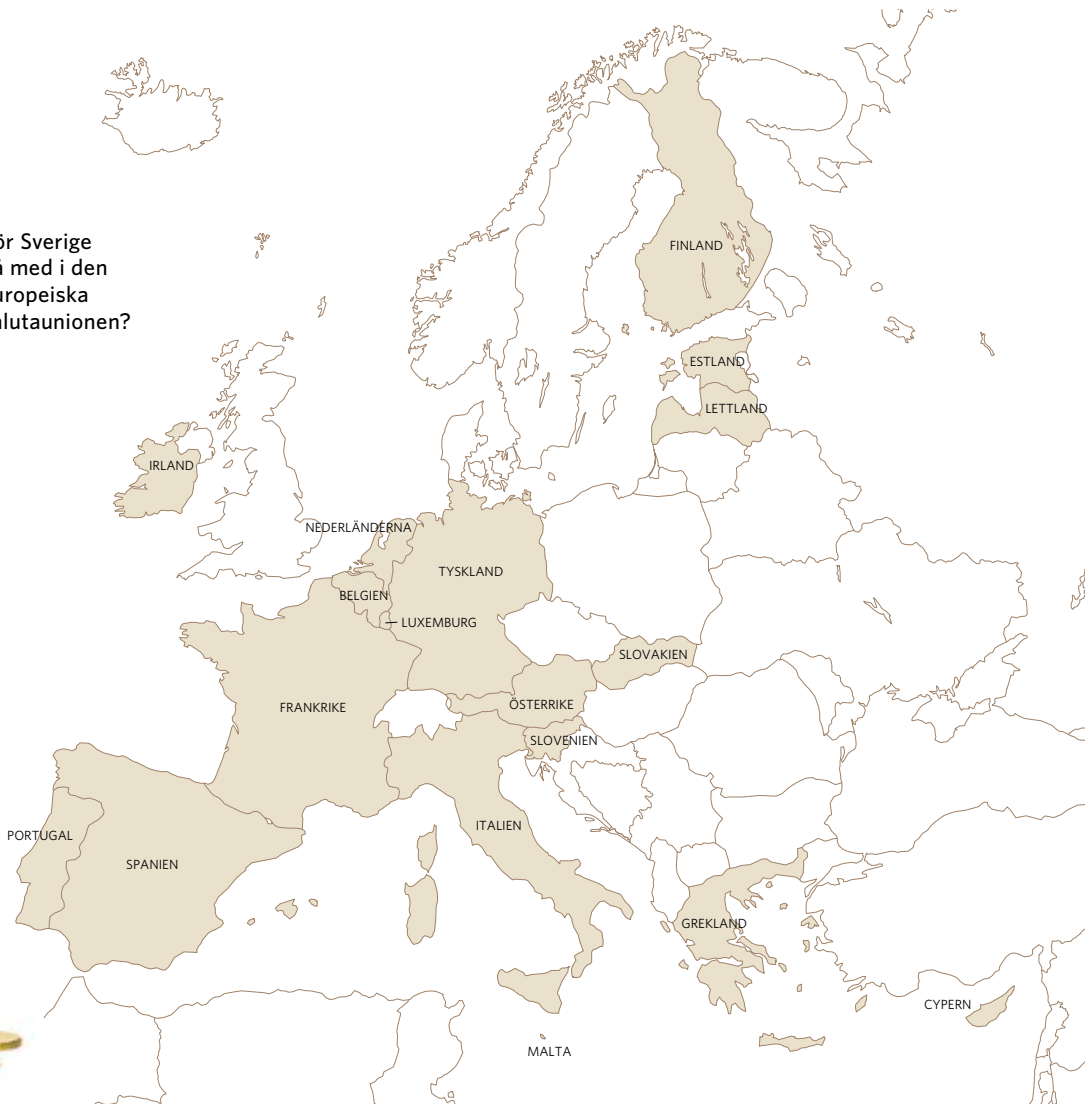 ör Sverige
å med i den
uropeiska
lutaunionen?
FINLAND
ESTLAND
LETTLAND
IRLAND
NEDERLÄNDERNA
TYSKLAND
BELGIEN
LUXEMBURG
SLOVAKIEN
FRANKRIKE
ÖSTERRIKE
SLOVENIEN
ITALIEN
PORTUGAL
SPANIEN
GREKLAND
CYPERN
MALTA